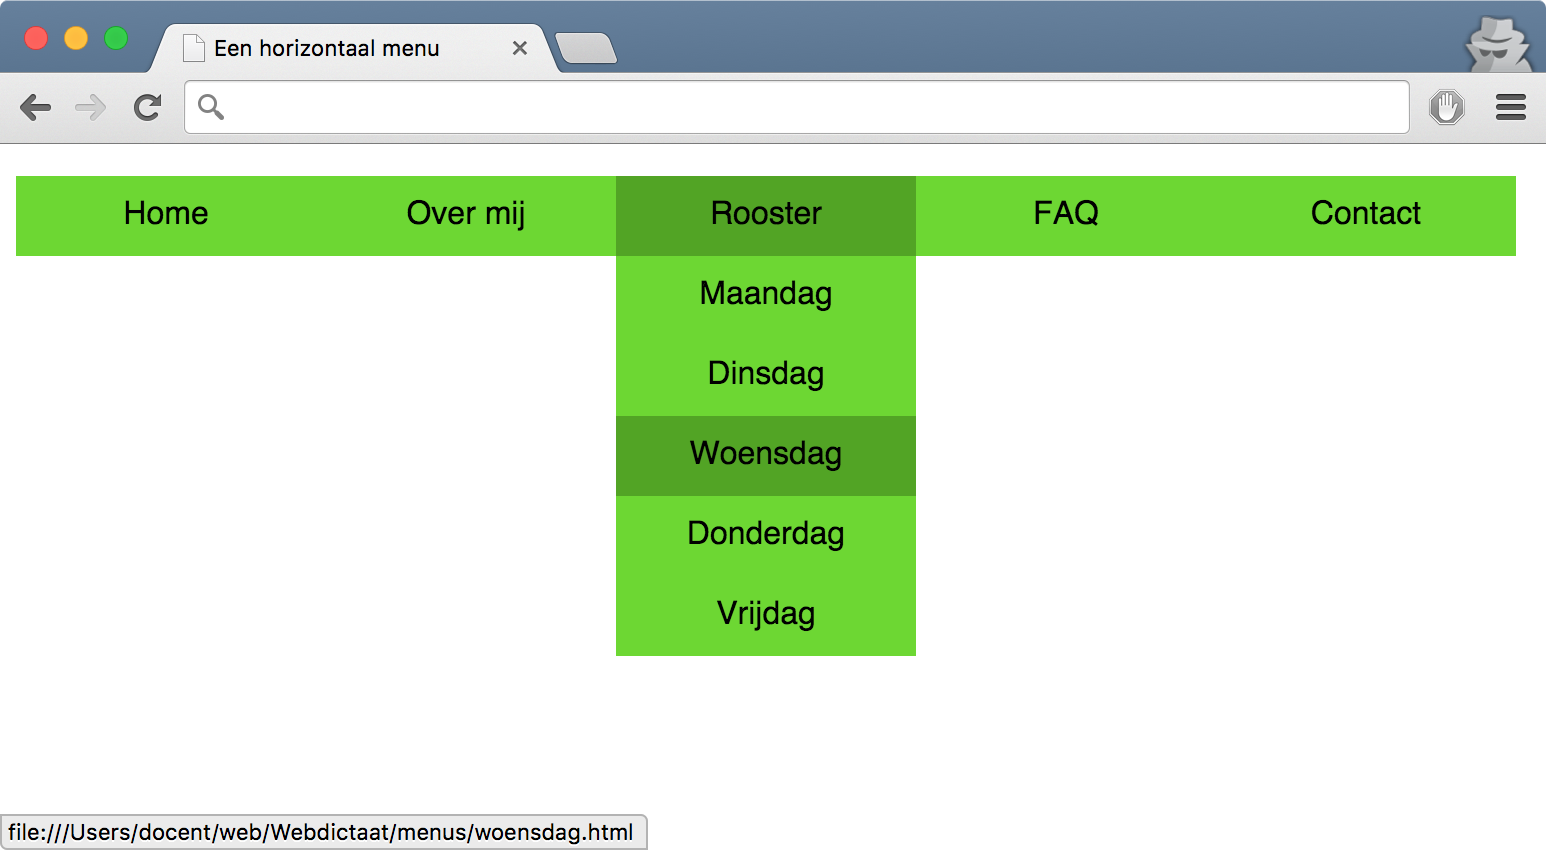 Een horizontaal menu
Home Over mij Rooster FAQ Contact
Maandag
Dinsdag
Woensdag
Donderdag
Vrijdag
file:///Users/docent/web/Webdictaat/menus/woensdag.html